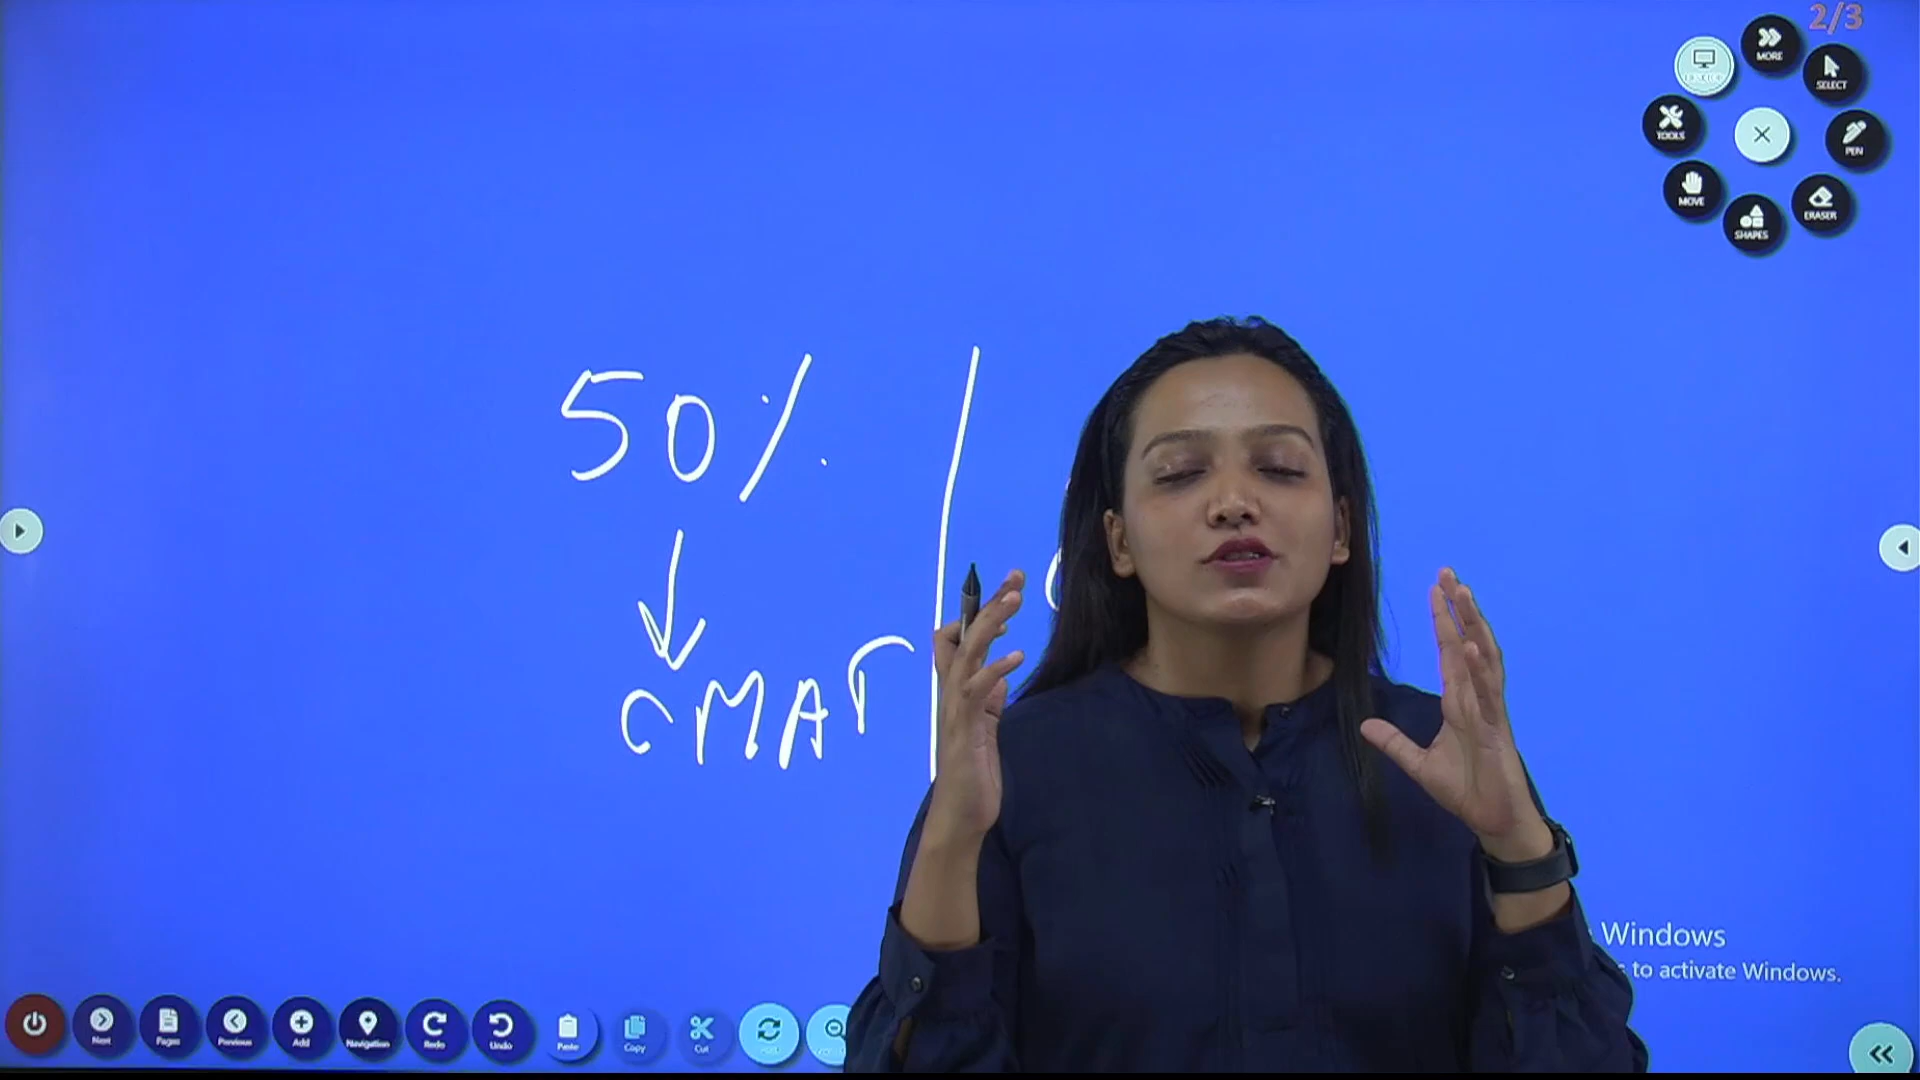 2/3
MORE
SELECT
TOOLS
PEN
MOVE
ERASER
SHAPES
50%
CMAT
Windows
to activate Windows.
Next
Pages
Previous
Add
Navigation
Redo
Undo
Paste
Copy
Cut